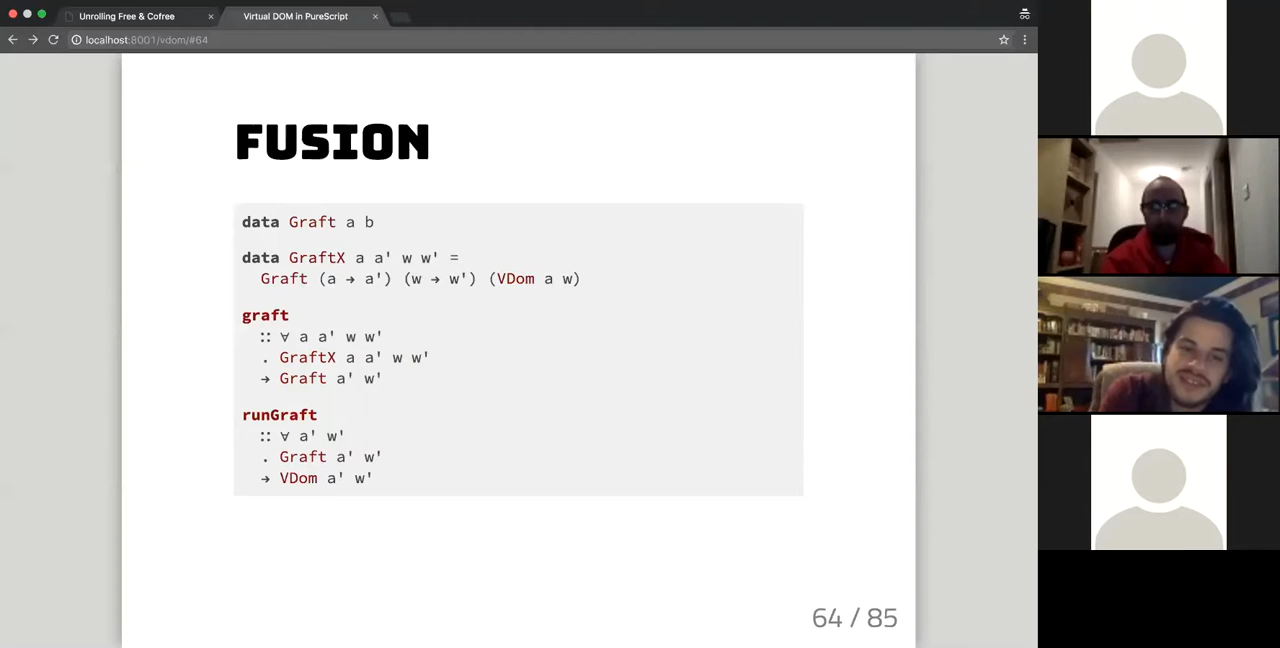 Unrolling Free & Cofree
Virtual DOM in PureScript
localhost:8001/vdom/#64
FUSION
data Graft a b
data GraftX a a' w w' =
Graft (a → a') (w → w') (VDom a w)
graft
:: ∀ a a' w w'
. GraftX a a' w w'
→ Graft a' w'
runGraft
:: ∀ a' w'
. Graft a' w'
→ VDom a' w'
64 / 85